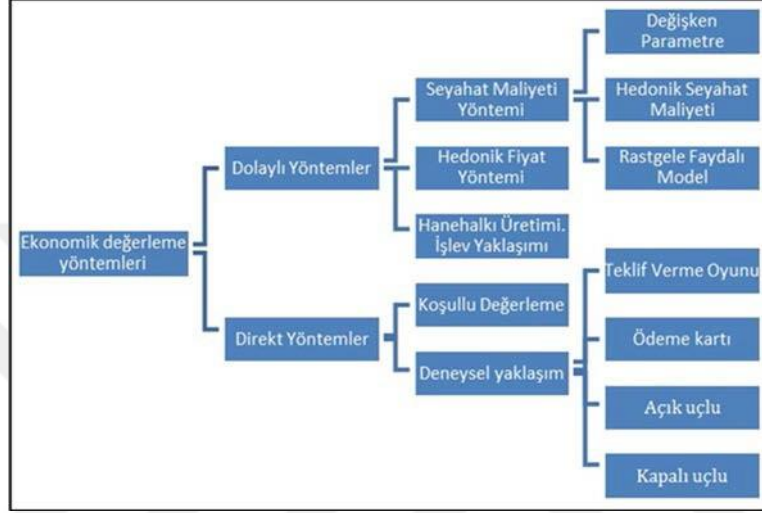 Ekonomik değerleme
yöntemleri
Dolaylı Yöntemler
Seyahat Maliyeti
Yöntemi
Değişken
Parametre
Hedonik Seyahat
Maliyeti
Rastgele Faydalı
Model
Hedonik Fiyat
Yöntemi
Hanehalkı Üretimi.
İşlev Yaklaşımı
Direkt Yöntemler
Koşullu Değerleme
Deneysel yaklaşım
Teklif Verme Oyunu
Ödeme kartı
Açık uçlu
Kapalı uçlu